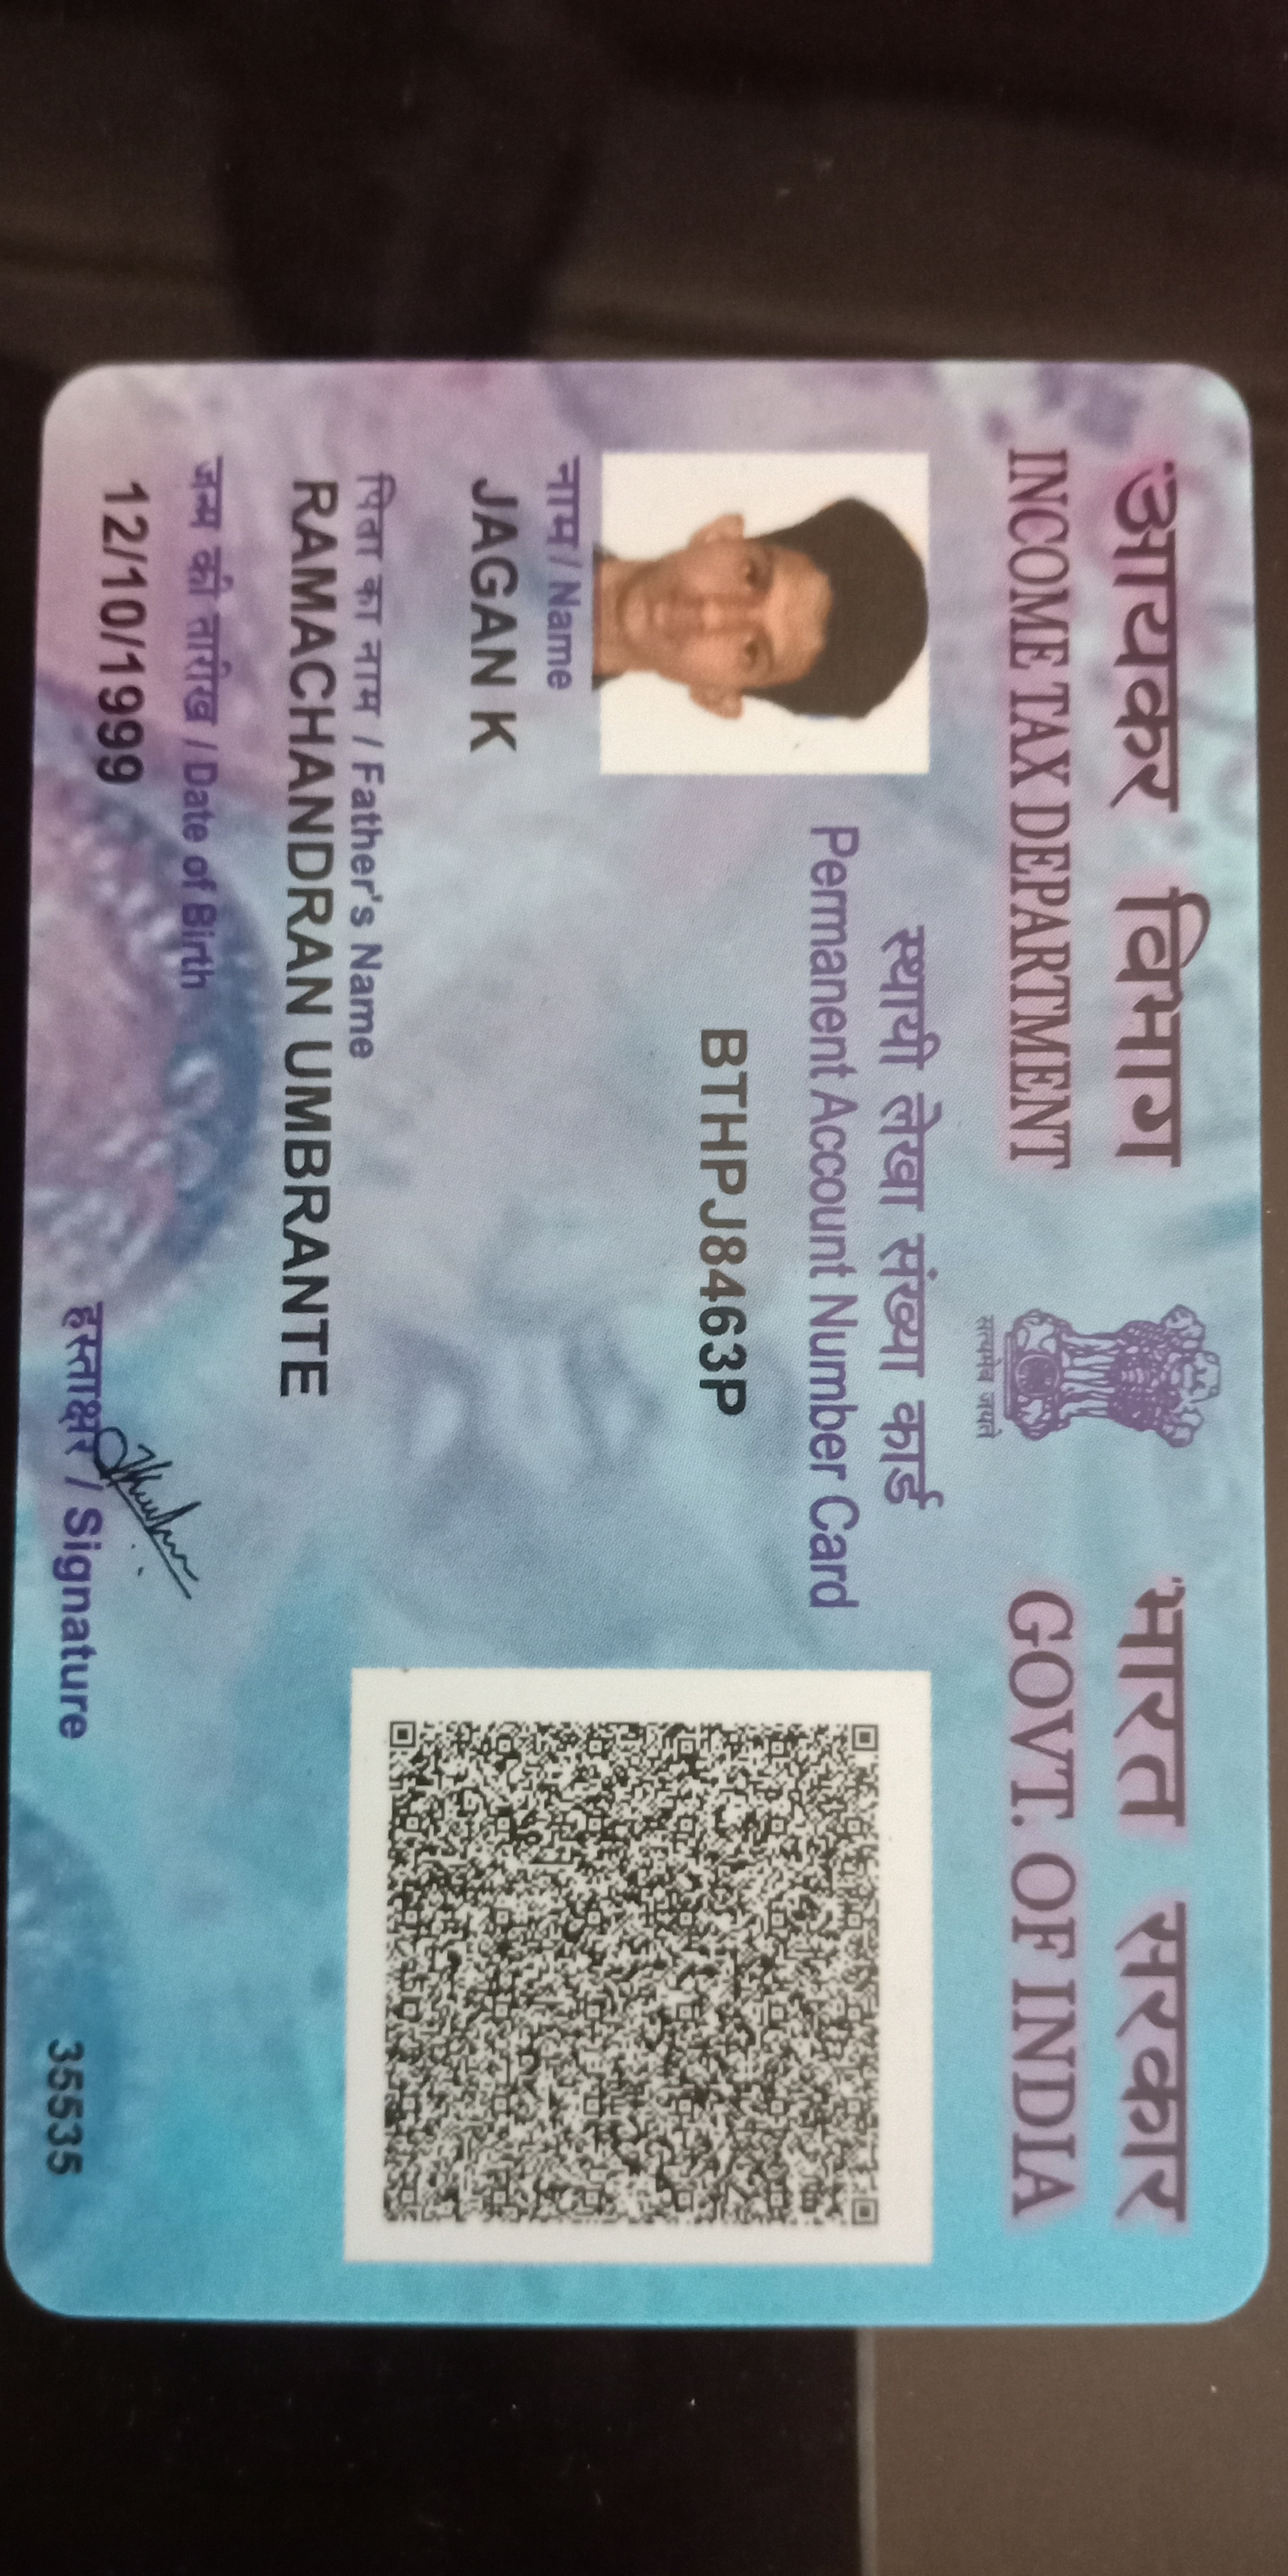 आयकर विभाग
INCOME TAX DEPARTMENT
सत्यमेव जयते
भारत सरकार
GOVT. OF INDIA
स्थायी लेखा संख्या कार्ड
Permanent Account Number Card
BTHPJ8463P
नाम / Name
JAGAN K
पिता का नाम / Father's Name
RAMACHANDRAN UMBRANTE
जन्म की तारीख / Date of Birth
12/10/1999
हस्ताक्षर / Signature
35535